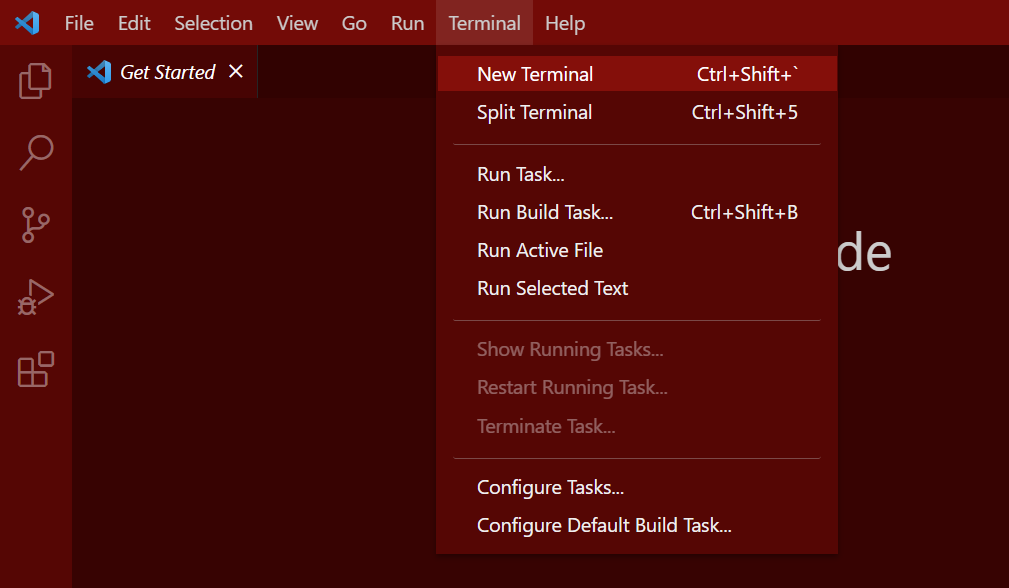 File Edit Selection View Go Run Terminal Help
Get Started
New Terminal Ctrl+Shift+`
Split Terminal Ctrl+Shift+5
Run Task...
Run Build Task... Ctrl+Shift+B
Run Active File
Run Selected Text
de
Show Running Tasks...
Restart Running Task...
Terminate Task...
Configure Tasks...
Configure Default Build Task...